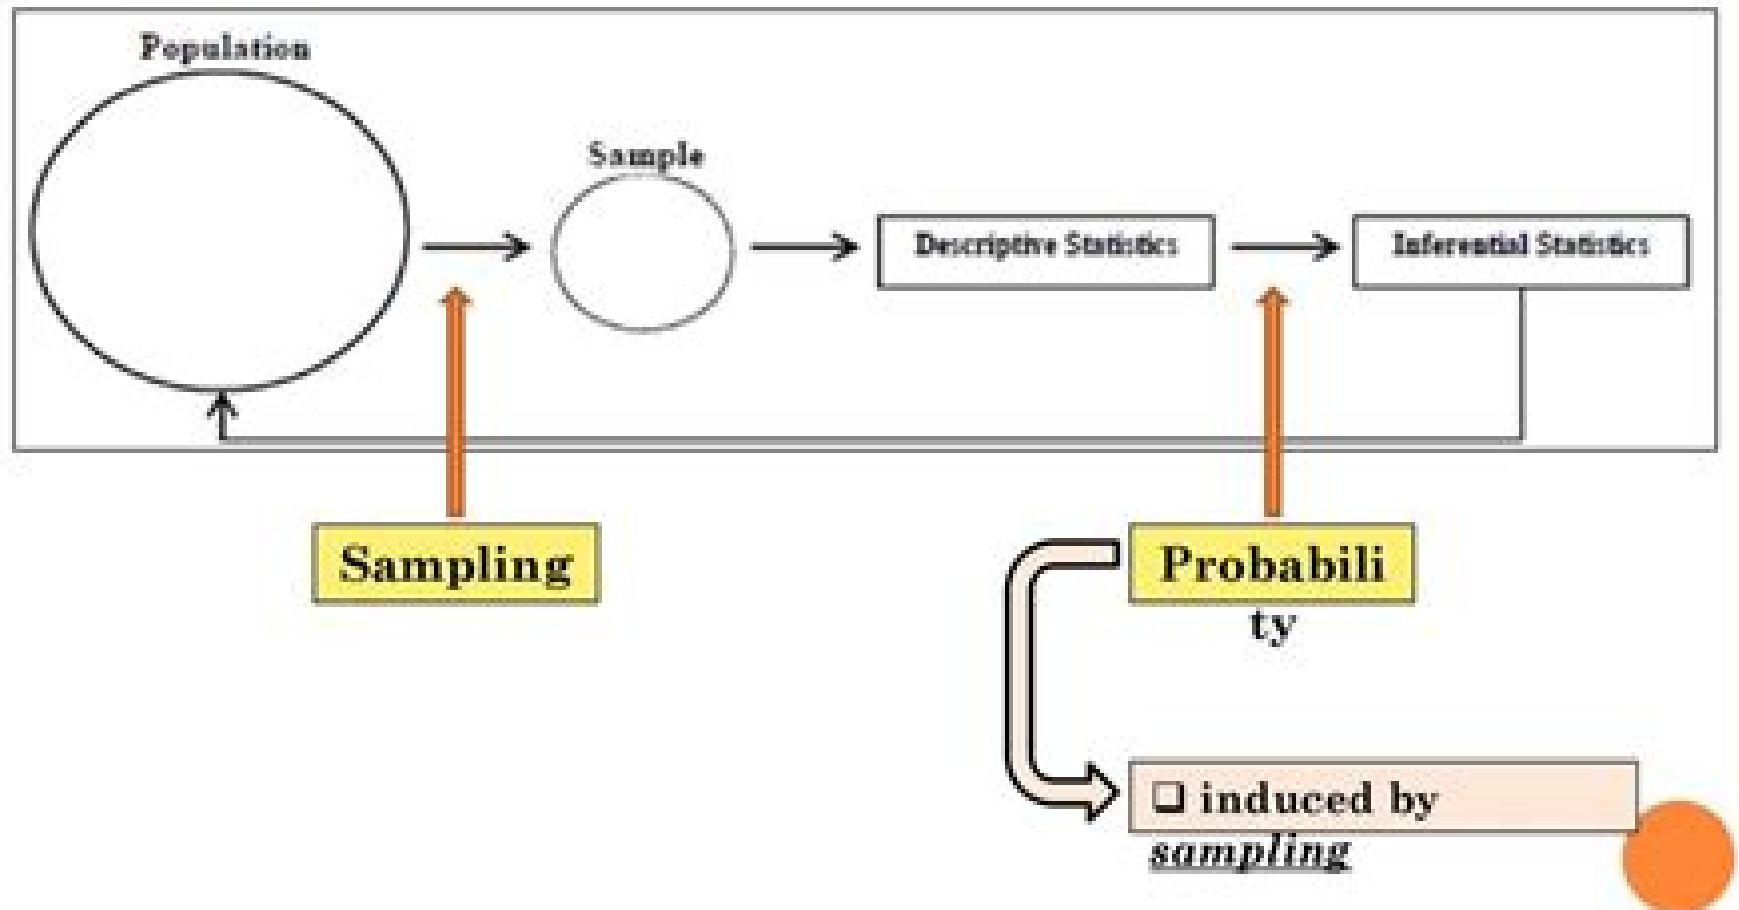 Population
Sample
Descriptive Statistics
Inferential Statistics
Sampling
Probabili
ty
❑ induced by
sampling